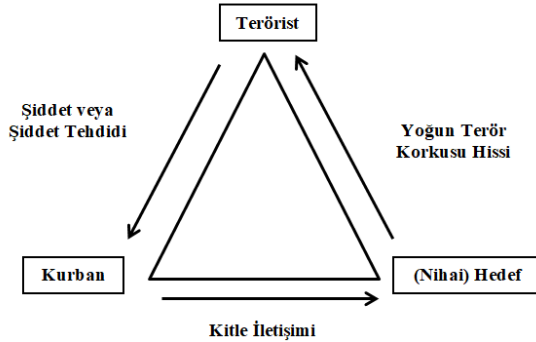 Terörist
Şiddet veya
Şiddet Tehdidi
Yoğun Terör
Korkusu Hissi
Kurban
(Nihai) Hedef
Kitle İletişimi